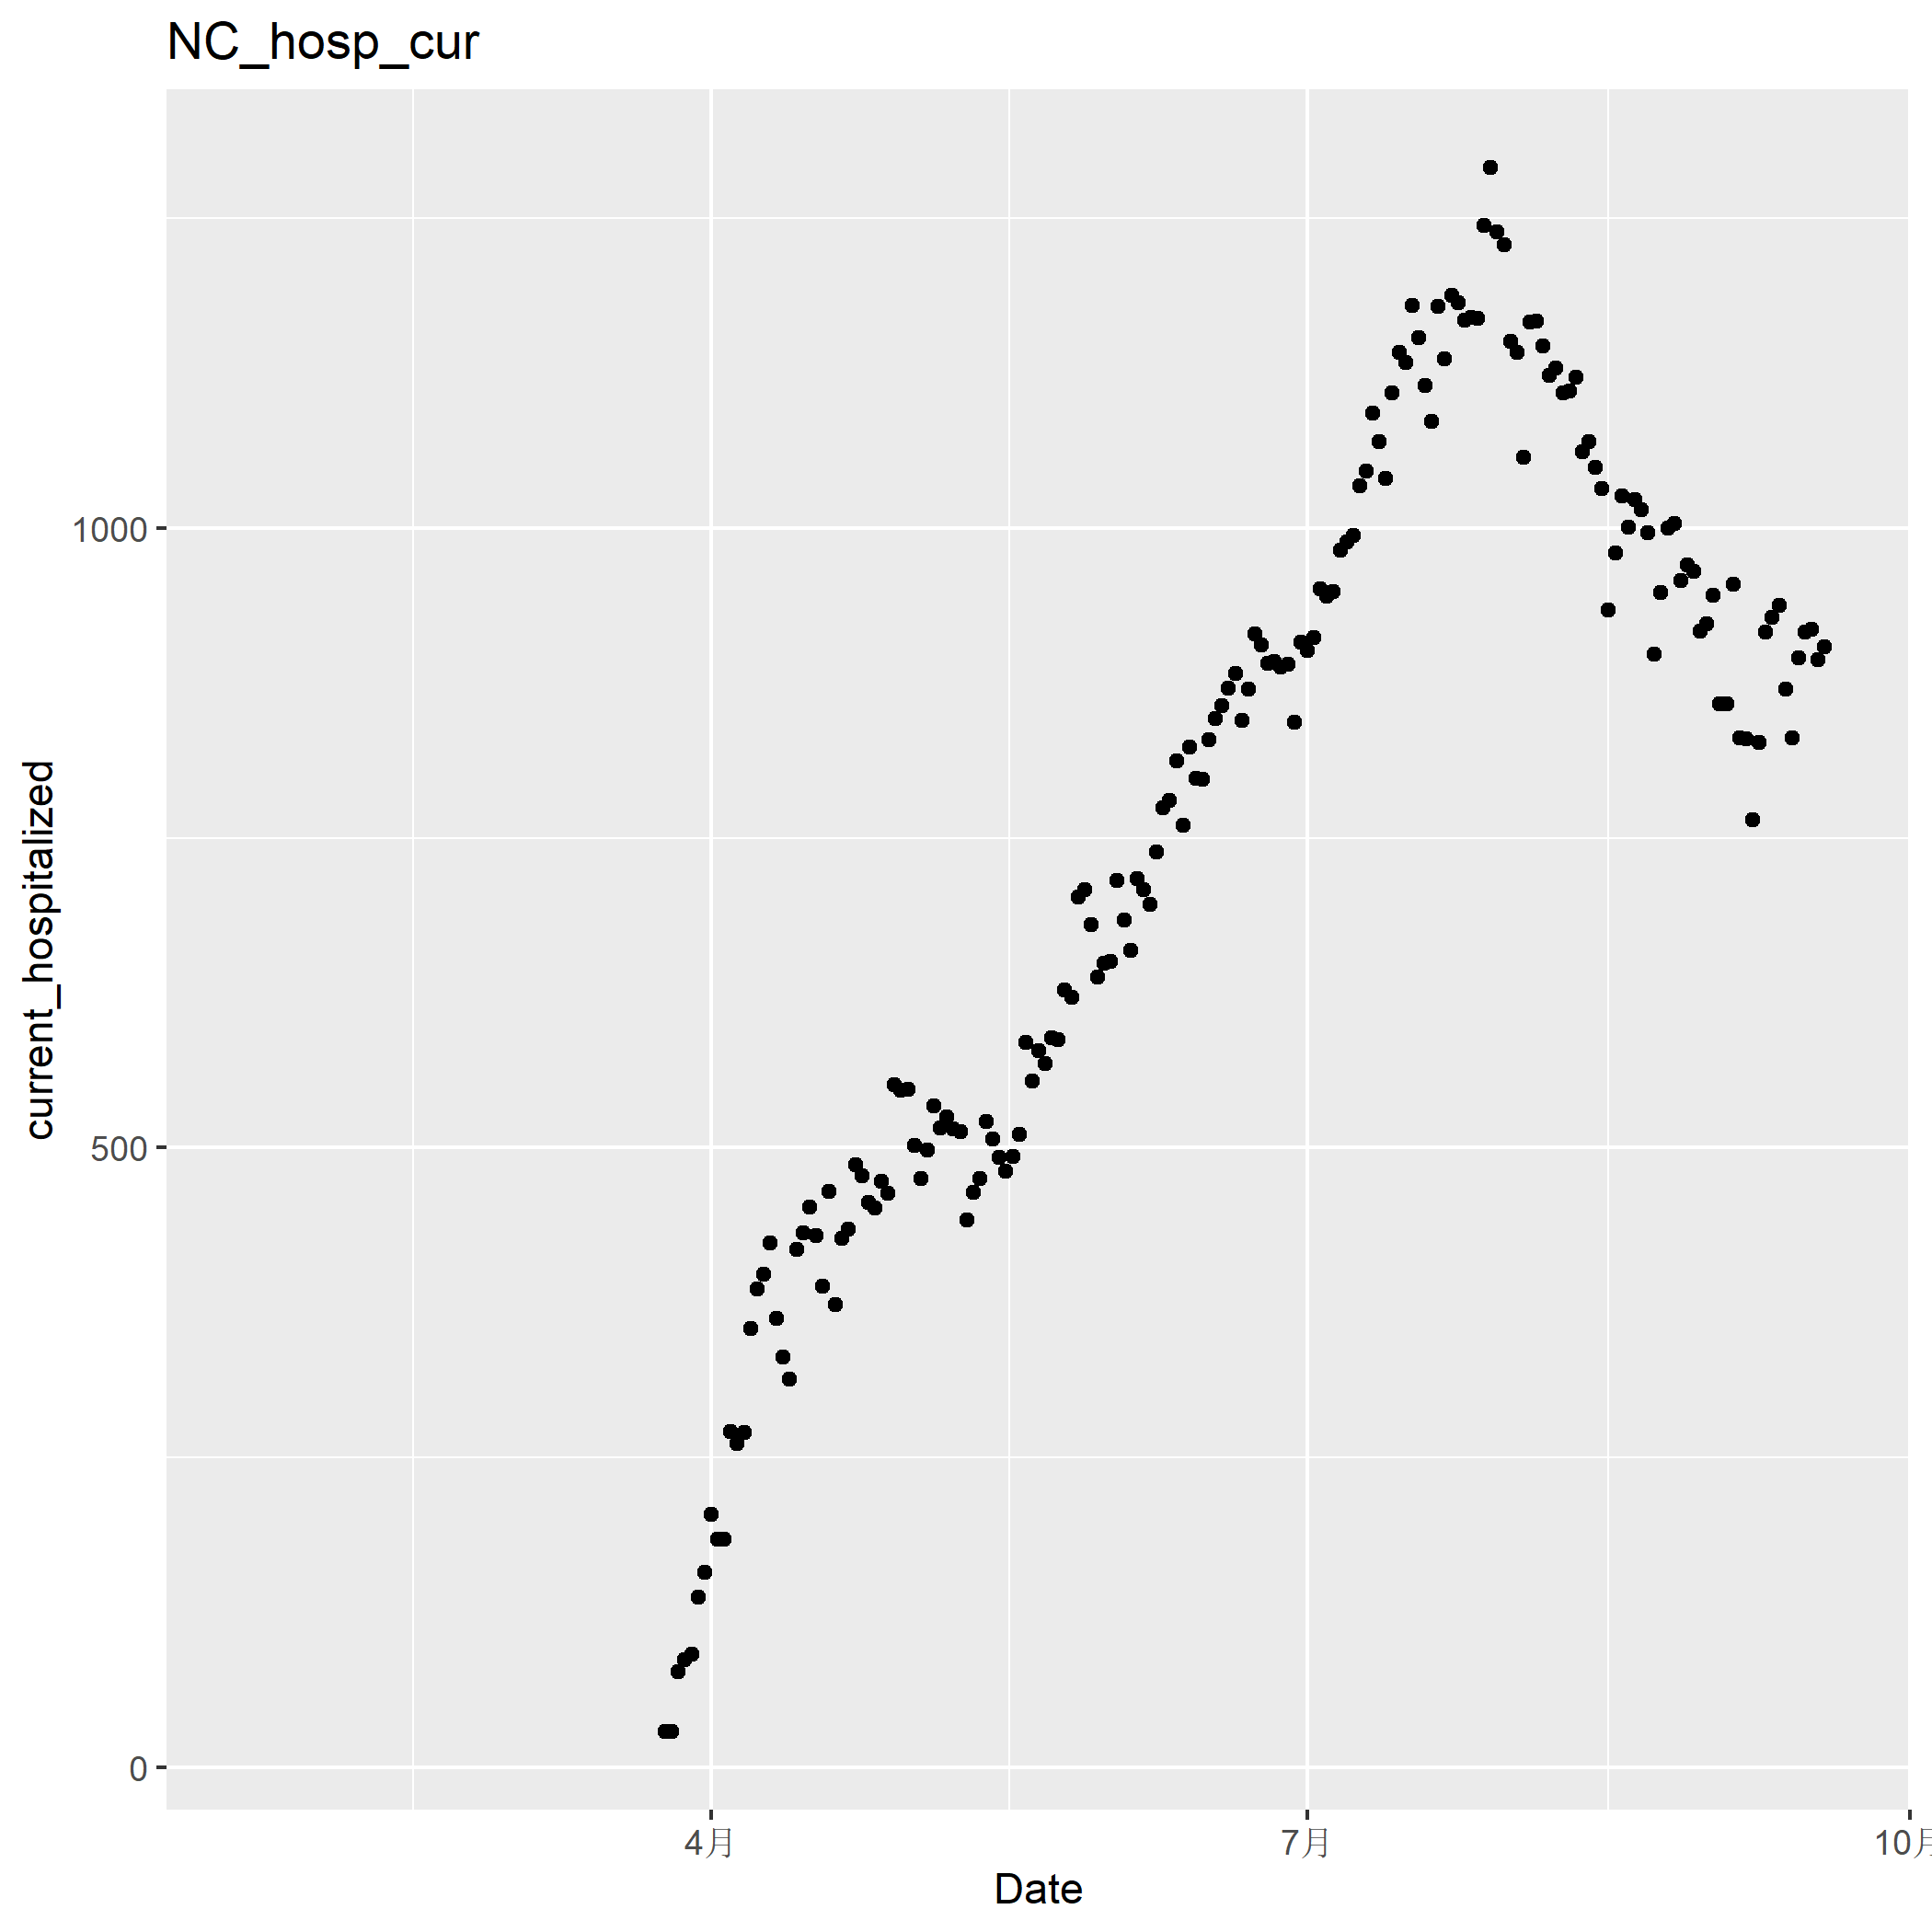 NC_hosp_cur
current_hospitalized
1000
500
0
4月
7月
10月
Date